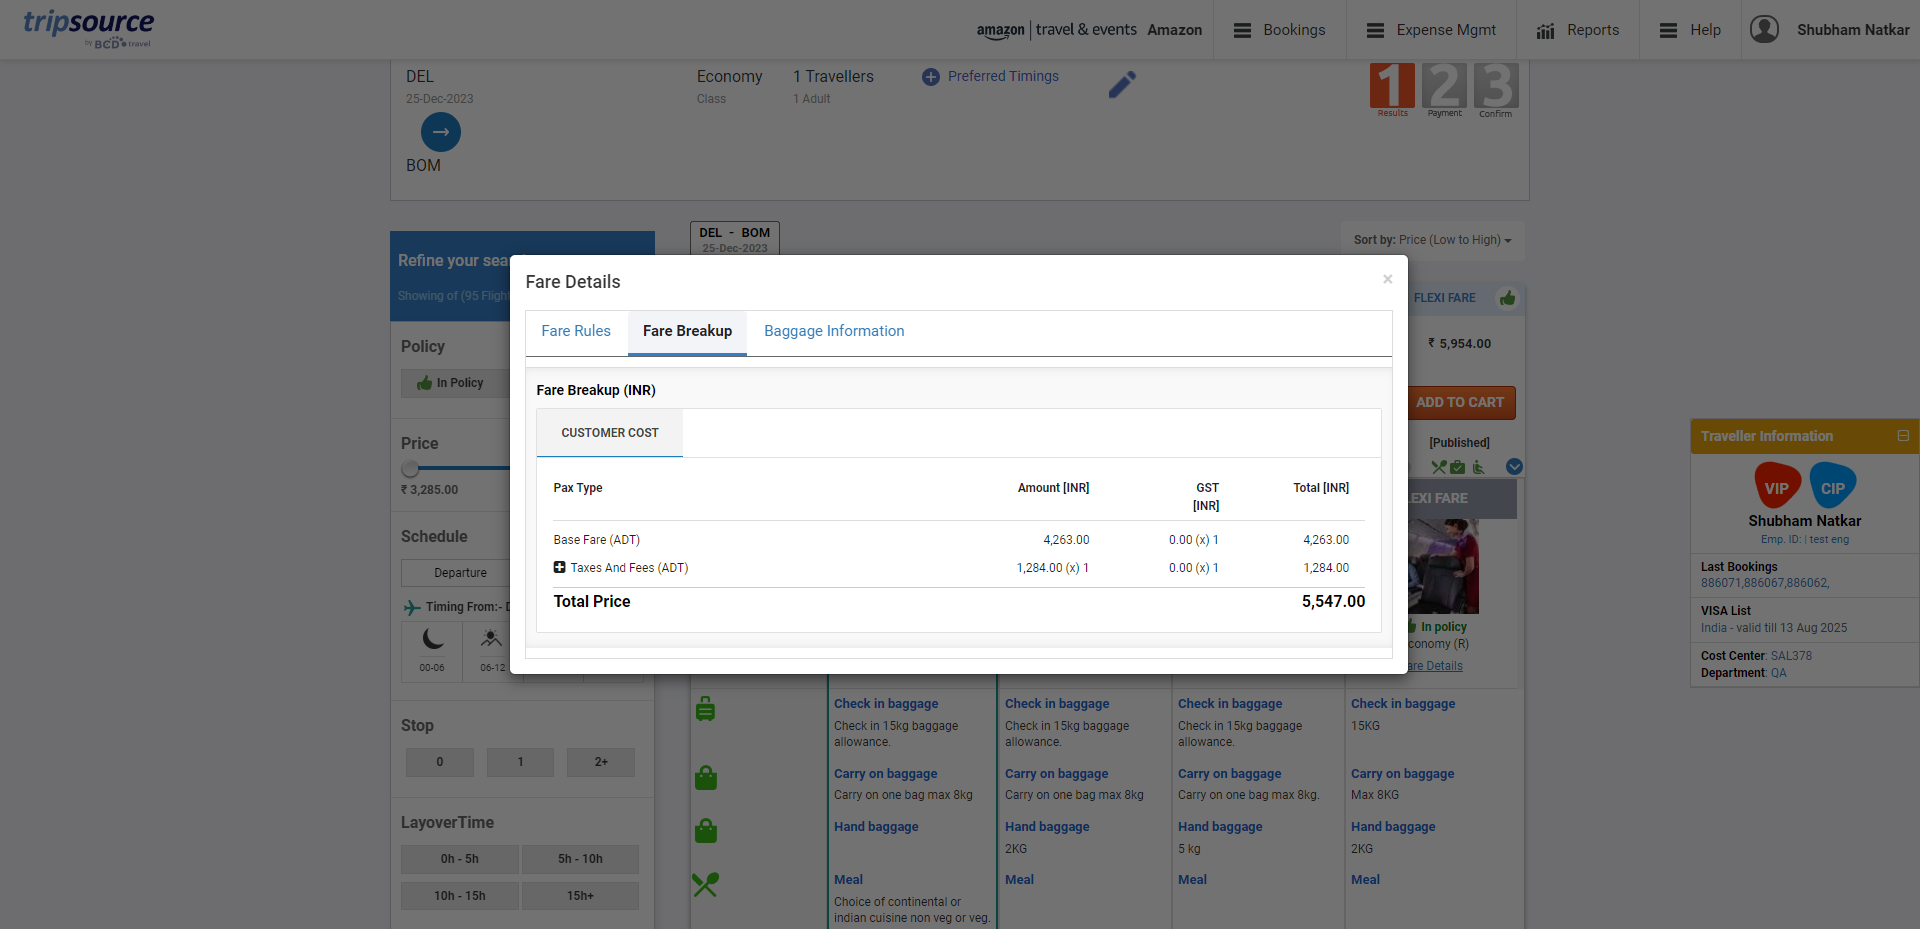 tripsource
by BCD travel
amazon | travel & events Amazon
Bookings
Expense Mgmt
Reports
Help
Shubham Natkar
DEL
25-Dec-2023
BOM
Economy
Class
1 Travellers
1 Adult
Preferred Timings
1 2 3
Results Payment Confirm
DEL - BOM
25-Dec-2023
Sort by: Price (Low to High)
Refine your
Showing of (95
Policy
In Policy
Price
₹ 3,285.00
Schedule
Departure
Timing From:-
00-06
06-12
Stop
0 1 2+
LayoverTime
0h - 5h
5h - 10h
10h - 15h
15h+
Fare Details
×
Fare Rules
Fare Breakup
Baggage Information
Fare Breakup (INR)
CUSTOMER COST
Pax Type Amount [INR] GST [INR] Total [INR]
Base Fare (ADT) 4,263.00 0.00 (x) 1 4,263.00
Taxes And Fees (ADT) 1,284.00 (x) 1 0.00 (x) 1 1,284.00
Total Price 5,547.00
FLEXI FARE
₹ 5,954.00
ADD TO CART
[Published]
LEXI FARE
In policy
conomy (R)
are Details
Check in baggage
Check in 15kg baggage
allowance.
Check in baggage
Check in 15kg baggage
allowance.
Check in baggage
Check in 15kg baggage
allowance.
Check in baggage
15KG
Carry on baggage
Carry on one bag max 8kg
Carry on baggage
Carry on one bag max 8kg
Carry on baggage
Carry on one bag max 8kg.
Carry on baggage
Max 8KG
Hand baggage
Hand baggage
2KG
Hand baggage
5 kg
Hand baggage
2KG
Meal
Choice of continental or
indian cuisine non veg or veg.
Meal
Meal
Meal
Traveller Information
VIP CIP
Shubham Natkar
Emp. ID: | test eng
Last Bookings
886071,886067,886062,
VISA List
India - valid till 13 Aug 2025
Cost Center: SAL378
Department: QA